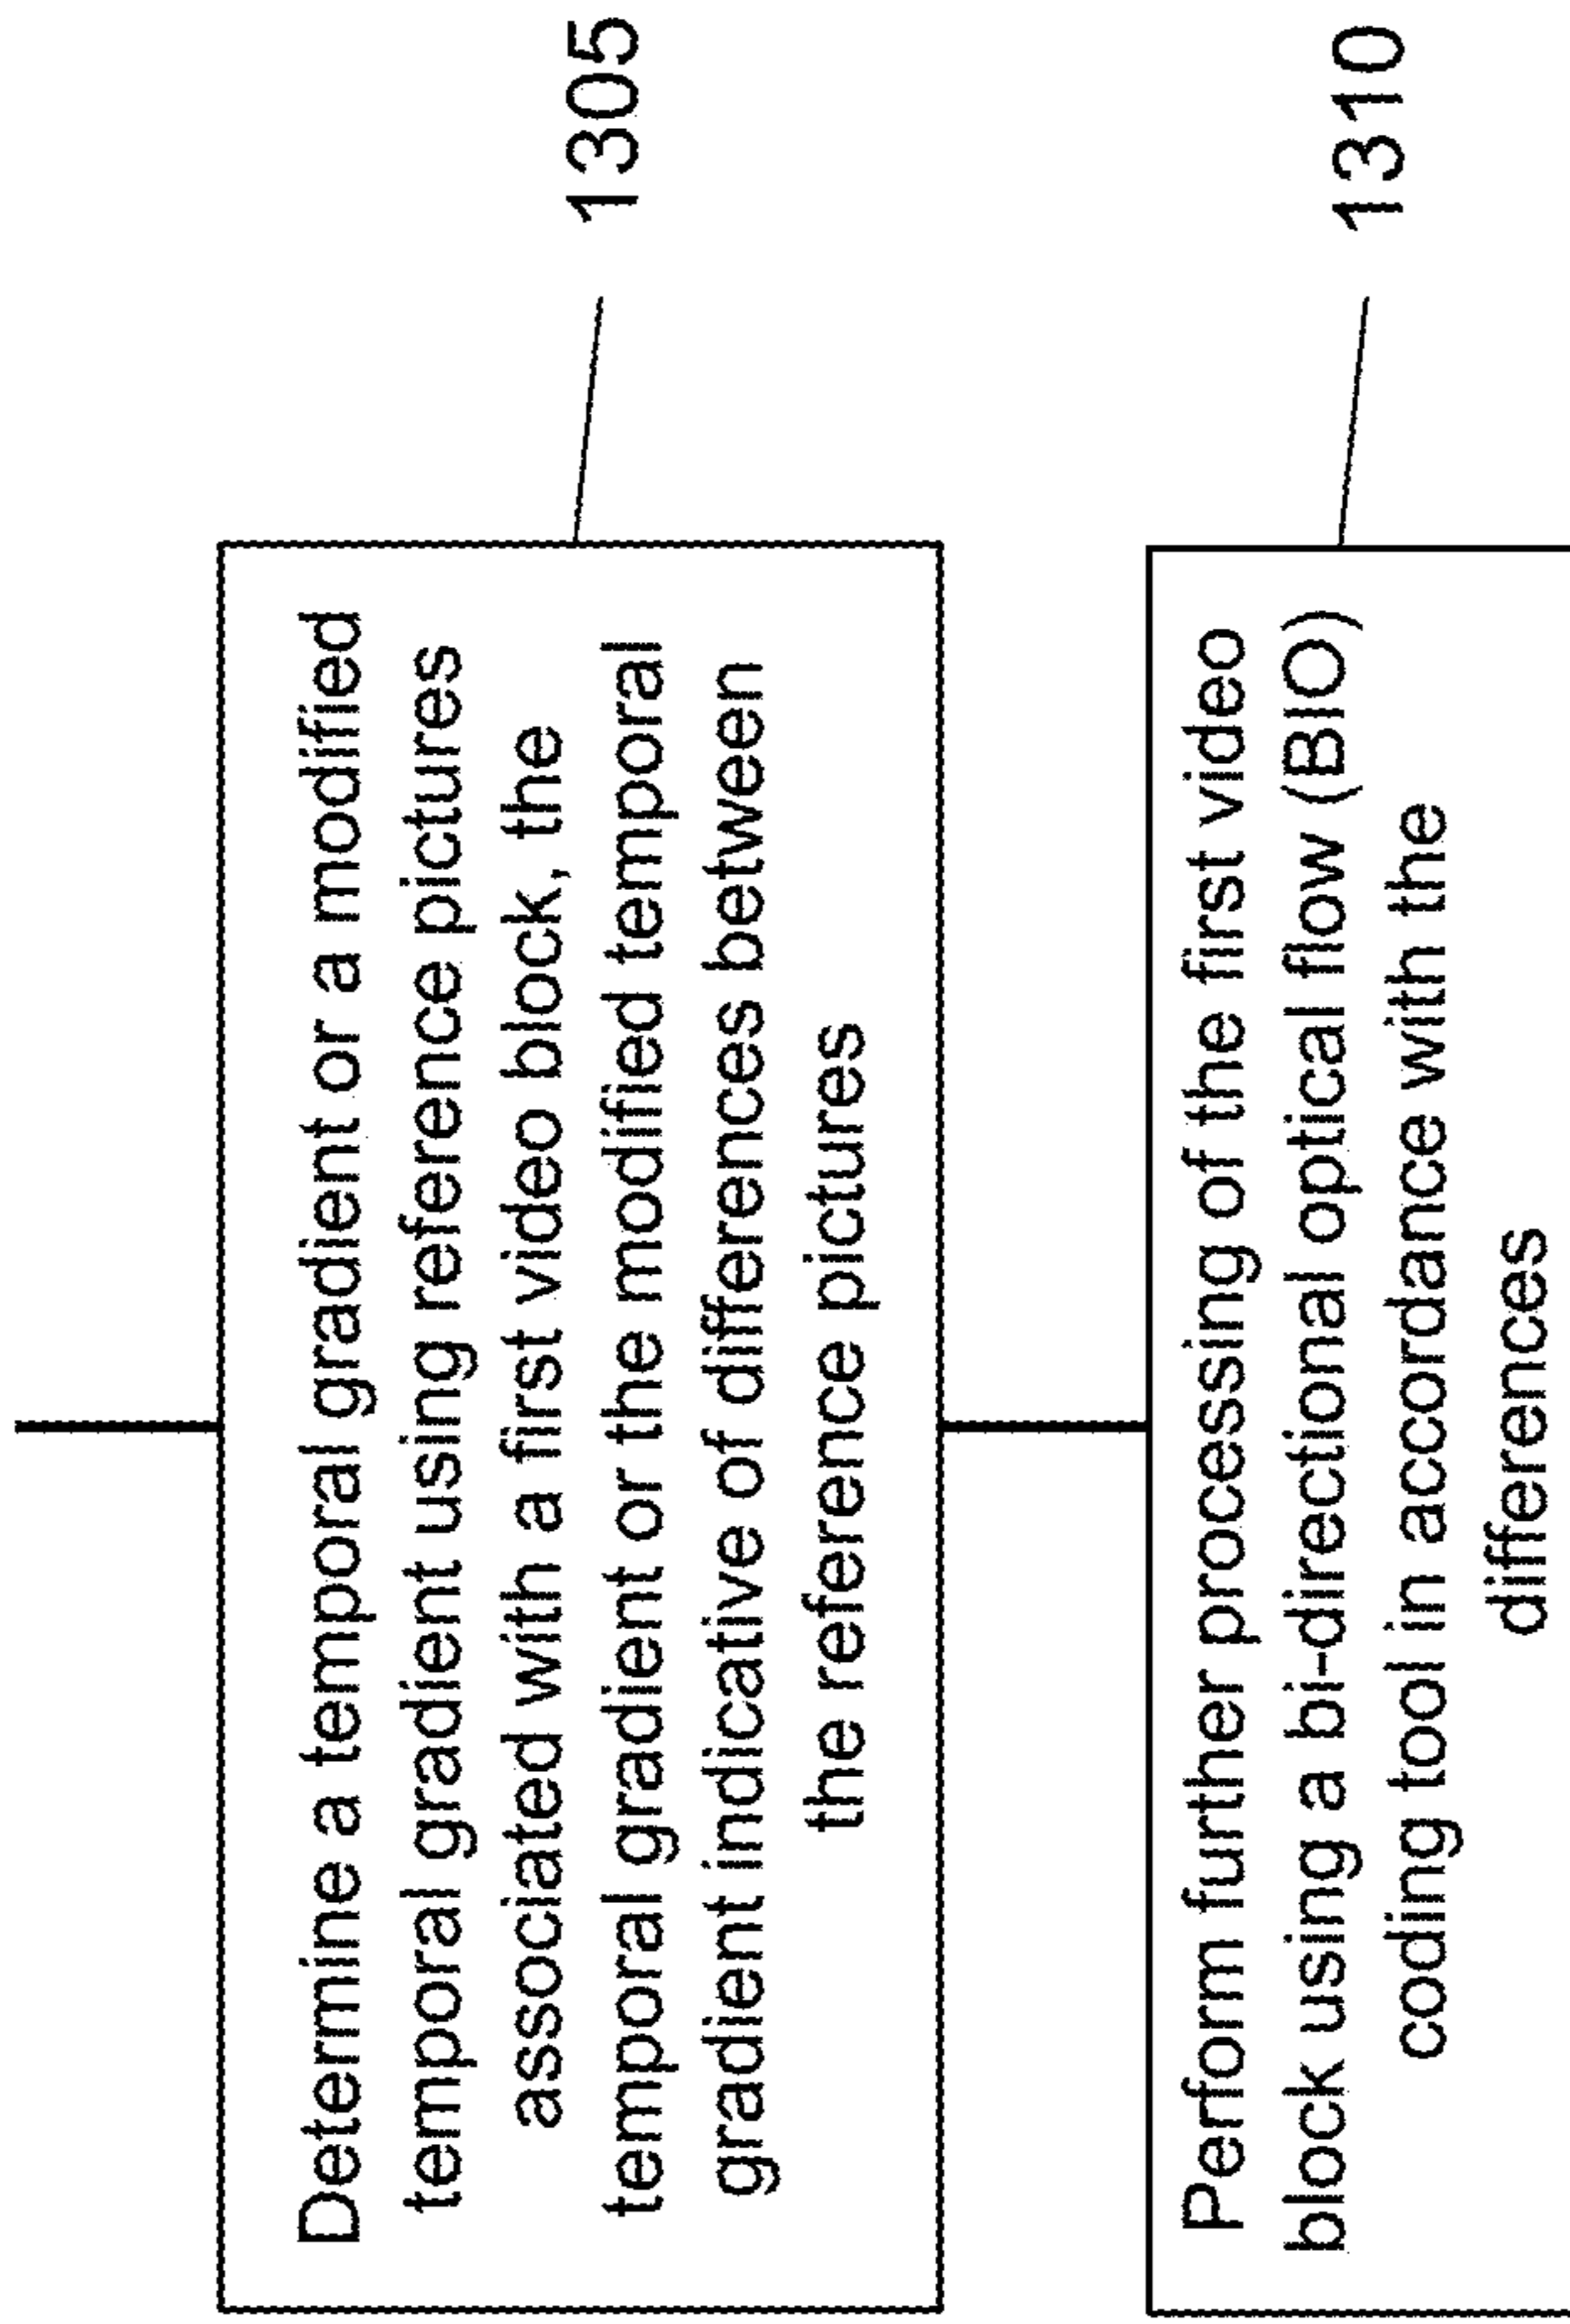 Determine a temporal gradient or a modified
temporal gradient using reference pictures
associated with a first video block, the
temporal gradient or the modified temporal
gradient indicative of differences between
the reference pictures
1305
Perform further processing of the first video
block using a bi-directional optical flow (BIO)
coding tool in accordance with the
differences
1310